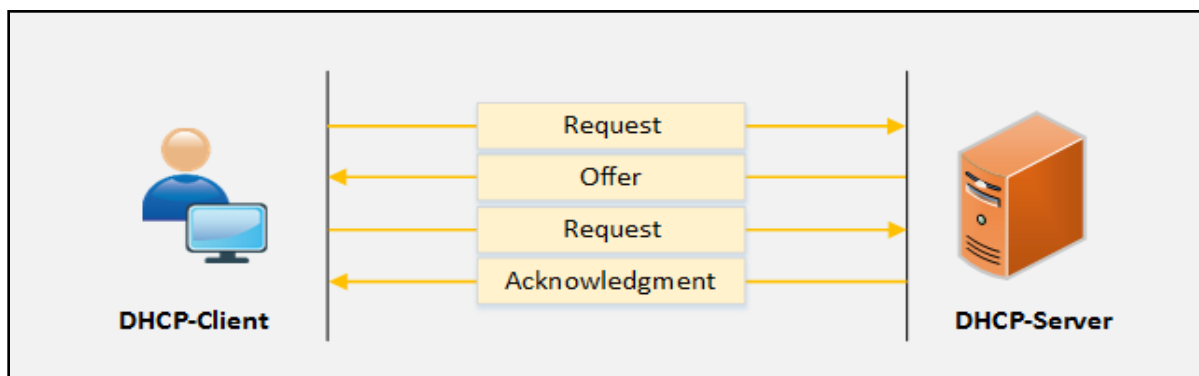 Request
Offer
Request
Acknowledgment
DHCP-Client
DHCP-Server